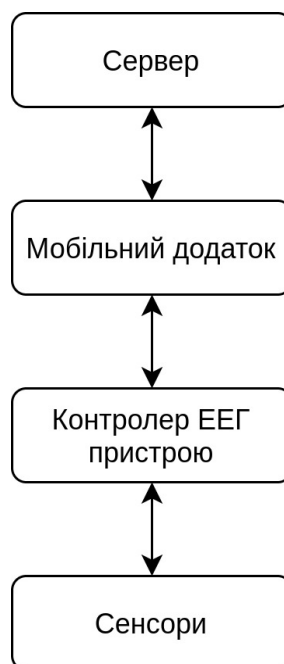 Сервер
Мобільний додаток
Контролер ЕЕГ
пристрою
Сенсори